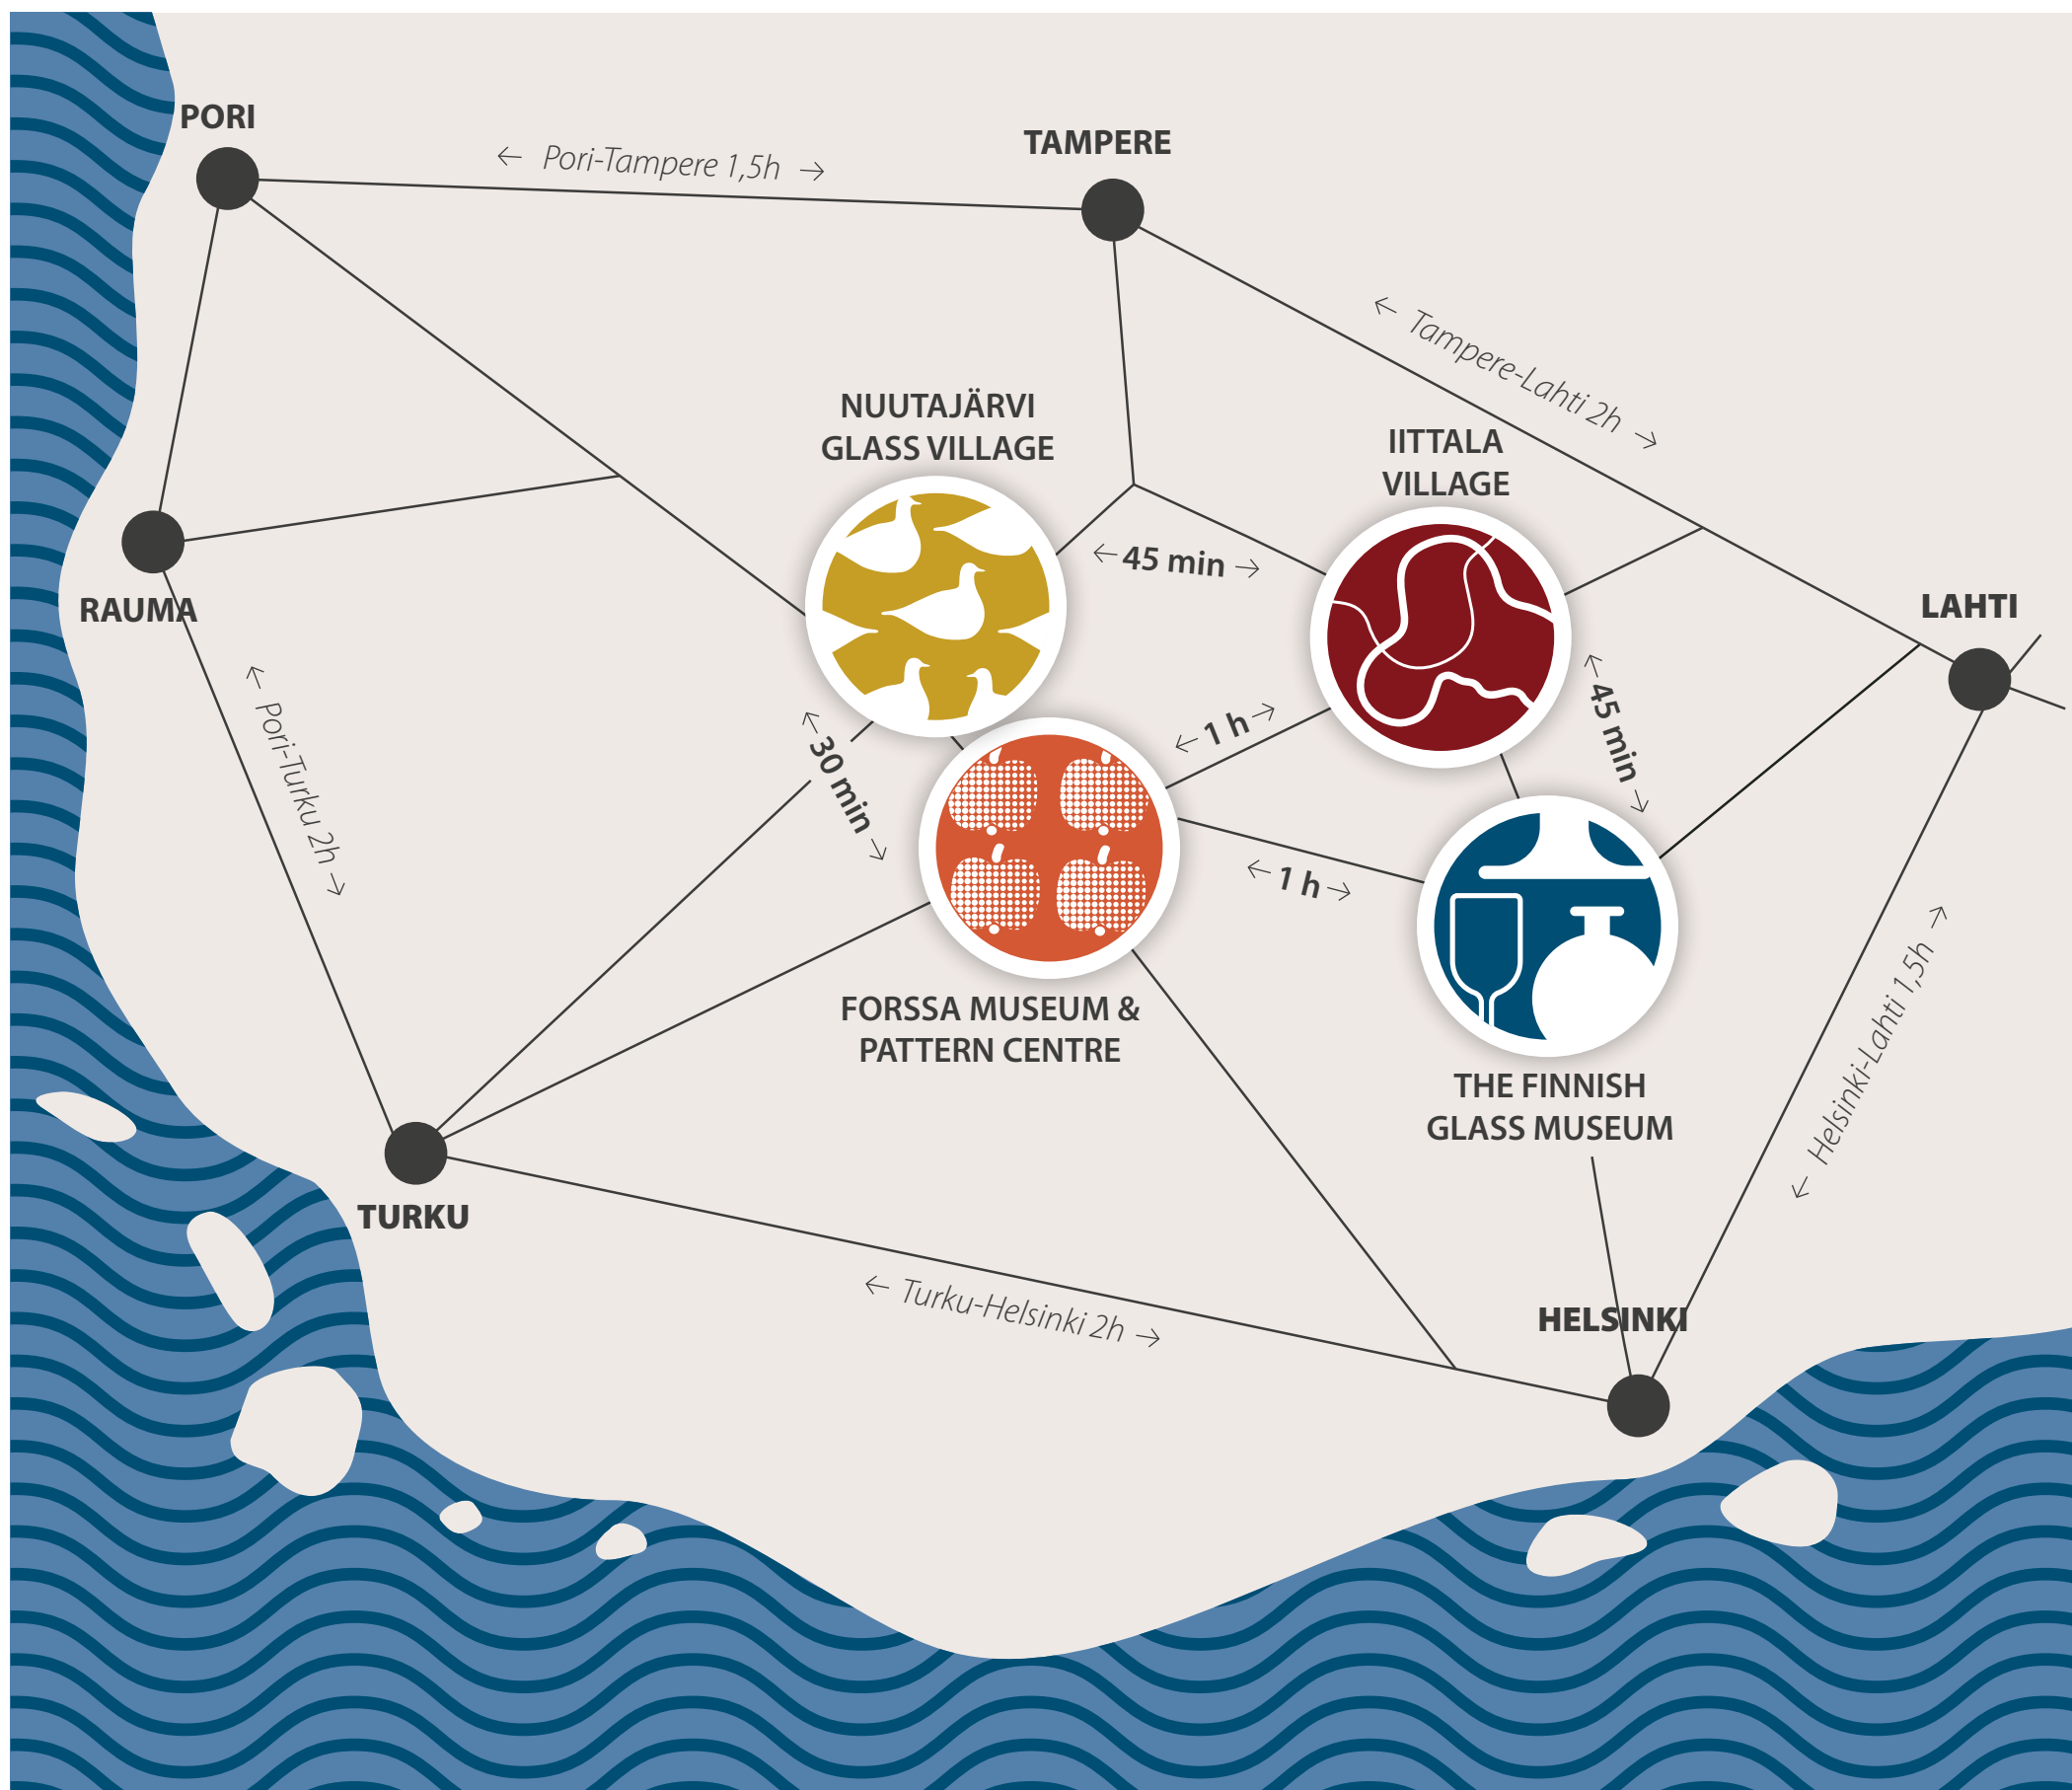 PORI
← Pori-Tampere 1,5h →
TAMPERE
← Tampere-Lahti 2h →
NUUTAJÄRVI
GLASS VILLAGE
IITTALA
VILLAGE
← 45 min →
RAUMA
LAHTI
← Pori-Turku 2h →
← 30 min →
← 1 h →
← 45 min →
← 1 h →
FORSSA MUSEUM &
PATTERN CENTRE
THE FINNISH
GLASS MUSEUM
← Helsinki-Lahti 1,5h →
TURKU
← Turku-Helsinki 2h →
HELSINKI